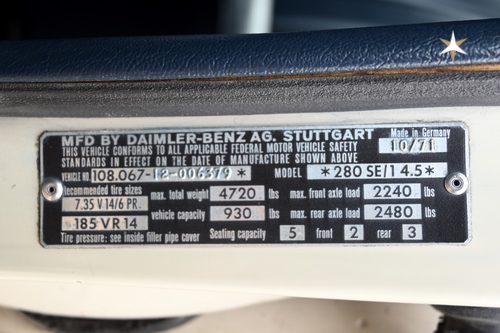 MFD BY DAIMLER-BENZ AG. STUTTGART Made in Germany
THIS VEHICLE CONFORMS TO ALL APPLICABLE FEDERAL MOTOR VEHICLE SAFETY 10/71
STANDARDS IN EFFECT ON THE DATE OF MANUFACTURE SHOWN ABOVE
VEHICLE NO 108.067-12-006379 * MODEL *280 SE/14.5*
Recommended tire sizes max. total weight 4720 lbs max. front axle load 2240 lbs
7.35 V 14/6 PR.
185 VR 14 vehicle capacity 930 lbs max. rear axle load 2480 lbs
Tire pressure: see inside filler pipe cover Seating capacity 5 front 2 rear 3